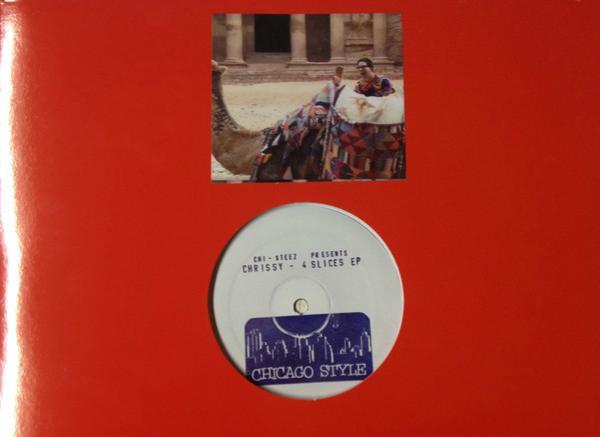 CHI-STEEZ PRESENTS
CHRISSY - 4 SLICES EP
CHICAGO STYLE